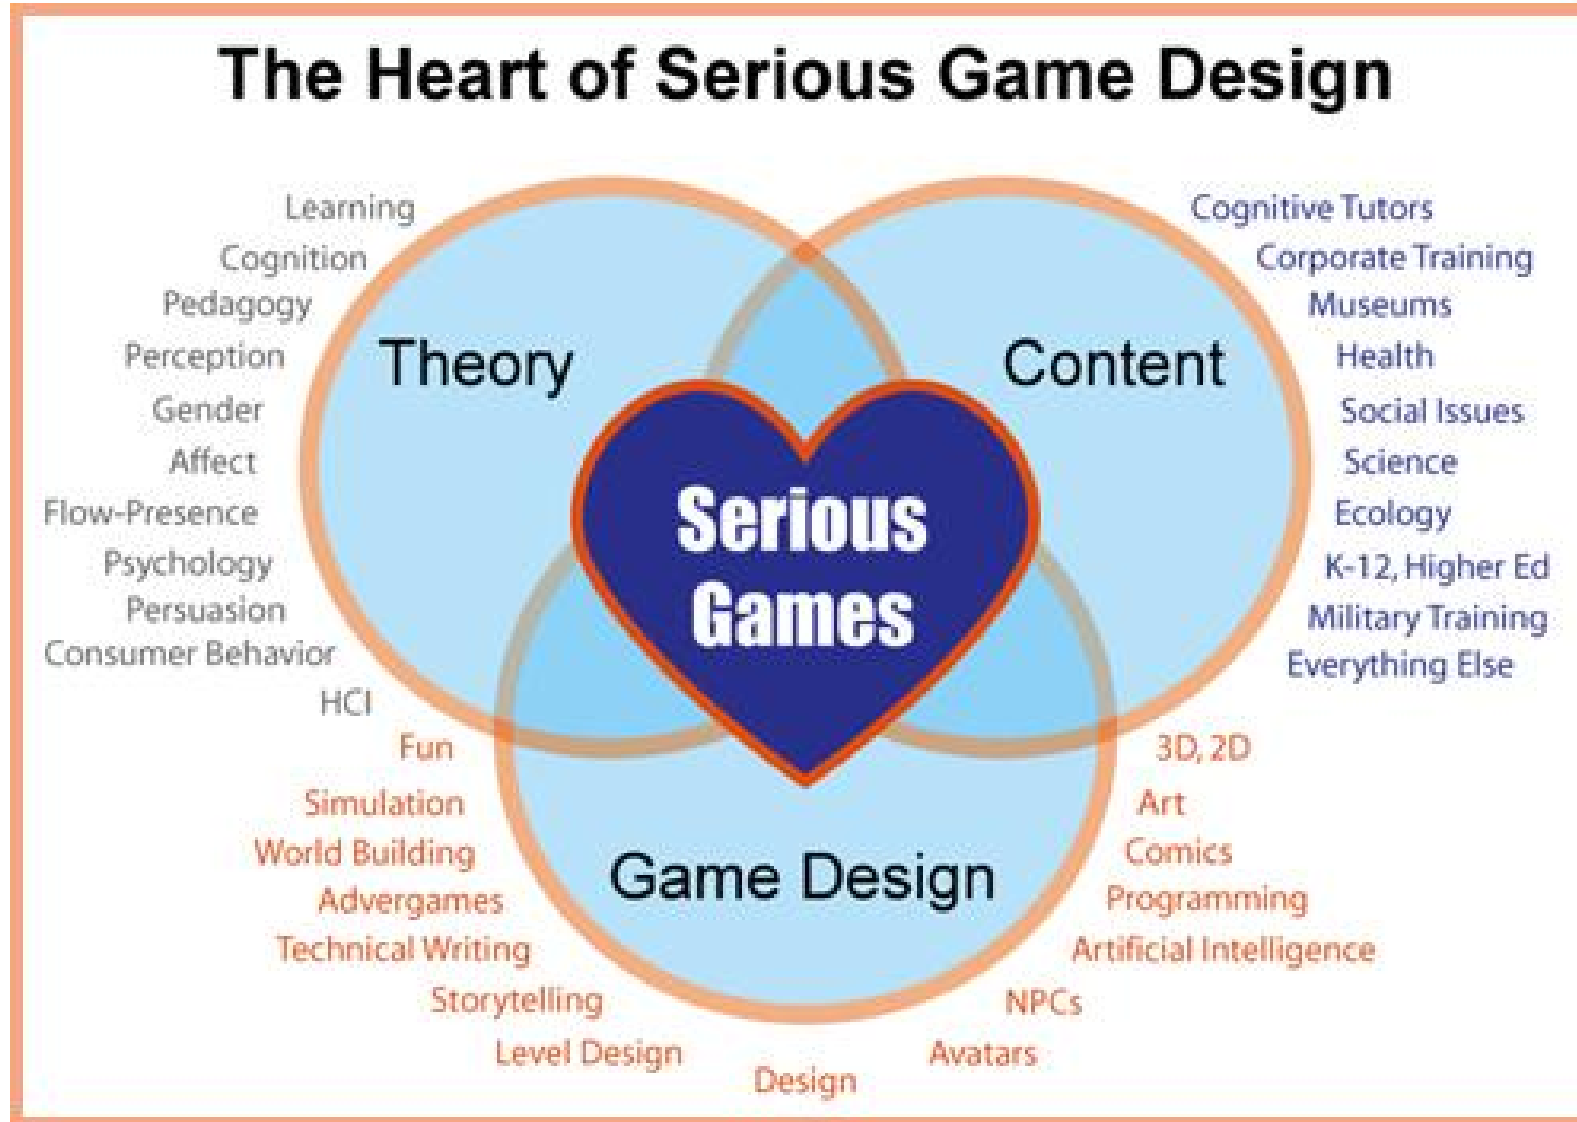 The Heart of Serious Game Design
Learning
Cognition
Pedagogy
Perception
Gender
Affect
Flow-Presence
Psychology
Persuasion
Consumer Behavior
HCI
Theory
Content
Cognitive Tutors
Corporate Training
Museums
Health
Social Issues
Science
Ecology
K-12, Higher Ed
Military Training
Everything Else
Serious
Games
Fun
Simulation
World Building
Advergames
Technical Writing
Storytelling
Level Design
Design
Game Design
3D, 2D
Art
Comics
Programming
Artificial Intelligence
NPCs
Avatars